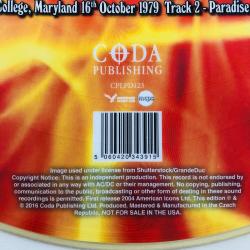 College, Maryland 16th October 1979 Track 2 - Paradise
CODA
PUBLISHING
CPLPD123
5 060420 343915
Image used under license from Shutterstock/GrandeDuc
Copyright Notice: This is an independent production. This record is not endorsed by
or associated in any way with AC/DC or their management. No copying, publishing,
communication to the public, broadcasting, or other form of dealing in these sound
recordings is permitted. First release 2004 American Icons Ltd. This edition ℗ &
© 2016 Coda Publishing Ltd. Produced, Mastered & Manufactured in the Czech
Republic, NOT FOR SALE IN THE USA.